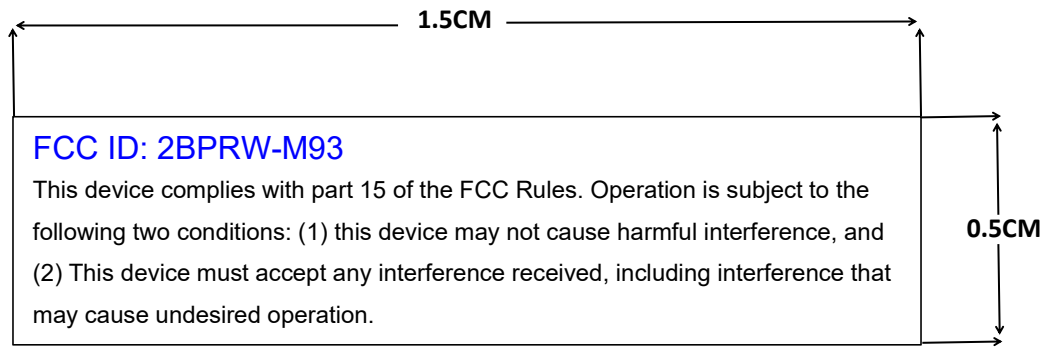 1.5CM
FCC ID: 2BPRW-M93
This device complies with part 15 of the FCC Rules. Operation is subject to the
following two conditions: (1) this device may not cause harmful interference, and
(2) This device must accept any interference received, including interference that
may cause undesired operation.
0.5CM